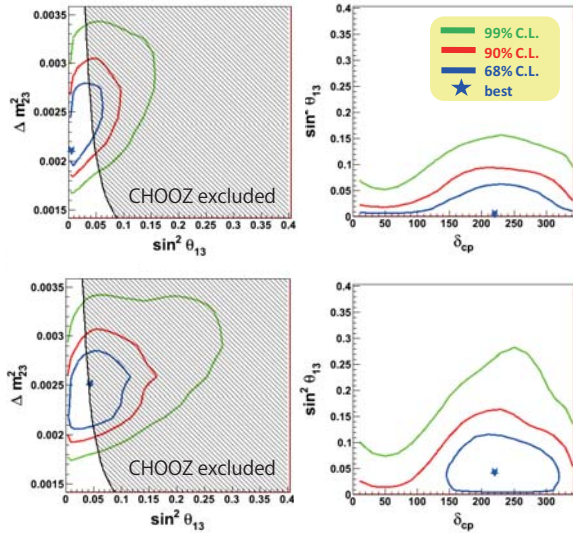 Δ m²₂₃
0.0035
0.003
0.0025
0.002
0.0015
CHOOZ excluded
0 0.05 0.1 0.15 0.2 0.25 0.3 0.35 0.4
sin² θ₁₃
sin² θ₁₃
0.4
0.35
0.3
0.25
0.2
0.15
0.1
0.05
0
99% C.L.
90% C.L.
68% C.L.
best
0 50 100 150 200 250 300
δcp
Δ m²₂₃
0.0035
0.003
0.0025
0.002
0.0015
CHOOZ excluded
0 0.05 0.1 0.15 0.2 0.25 0.3 0.35 0.4
sin² θ₁₃
sin² θ₁₃
0.4
0.35
0.3
0.25
0.2
0.15
0.1
0.05
0
0 50 100 150 200 250 300
δcp